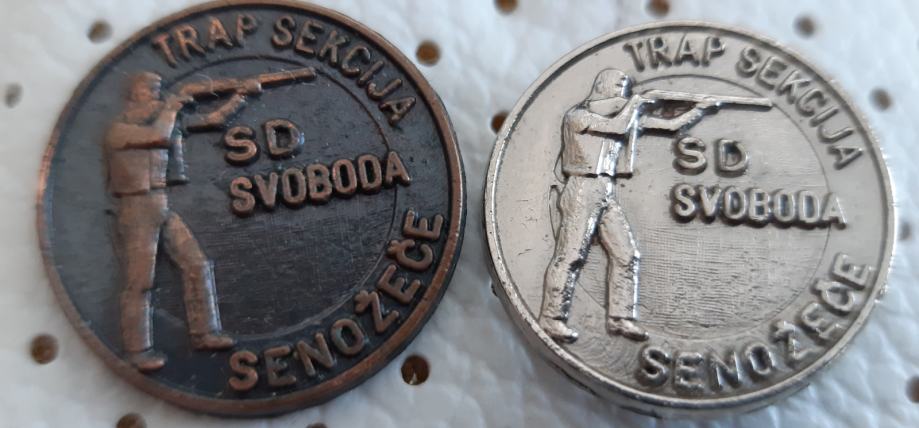 TRAP SEKCIJA
SD
SVOBODA
SENOŽEČE
TRAP SEKCIJA
SD
SVOBODA
SENOŽEČE